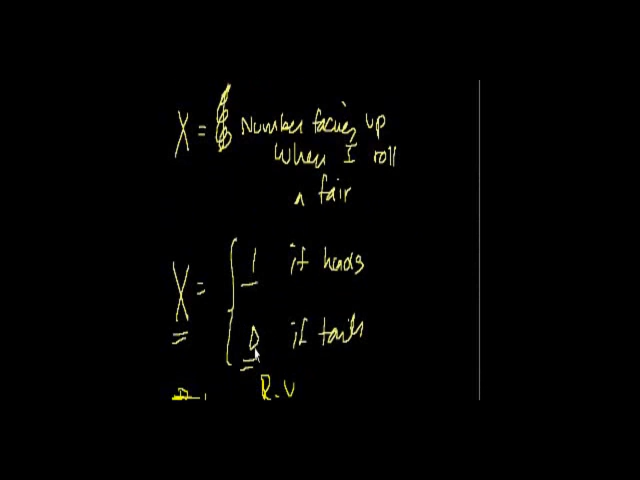 X = Number facing up
when I roll
a fair
X = { 1 if heads
0 if tails
R.V